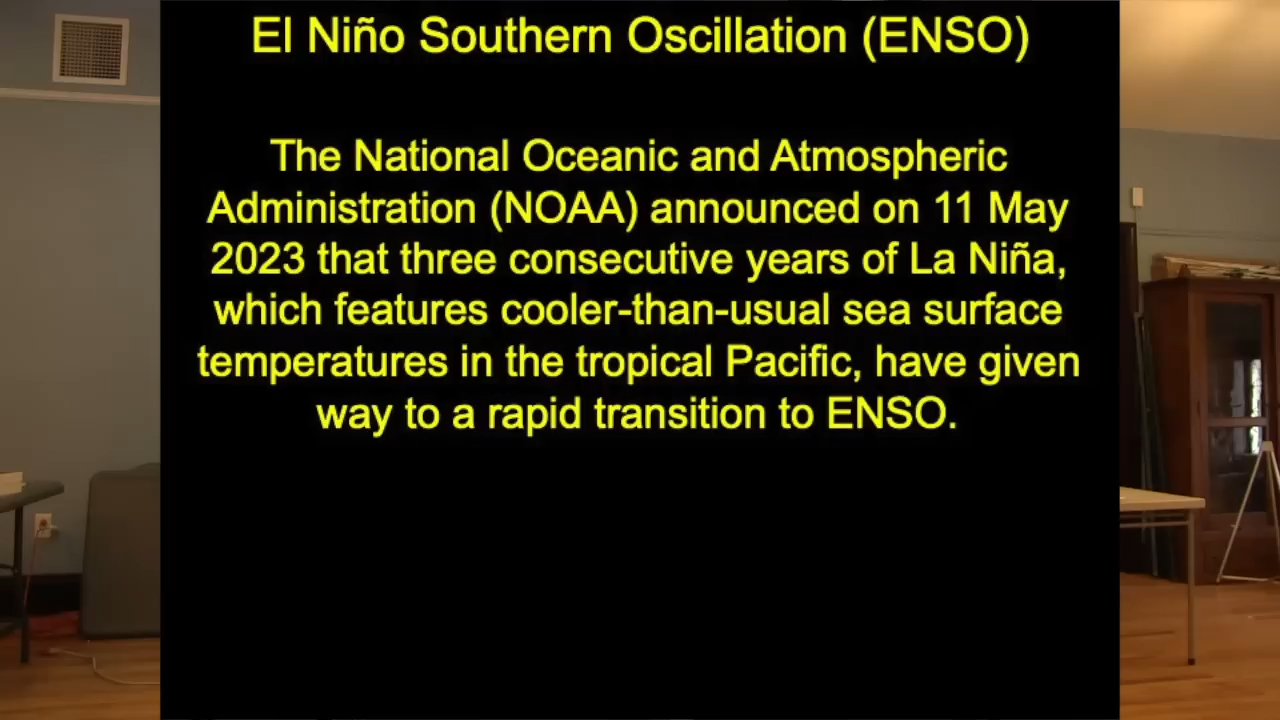 El Niño Southern Oscillation (ENSO)
The National Oceanic and Atmospheric
Administration (NOAA) announced on 11 May
2023 that three consecutive years of La Niña,
which features cooler-than-usual sea surface
temperatures in the tropical Pacific, have given
way to a rapid transition to ENSO.